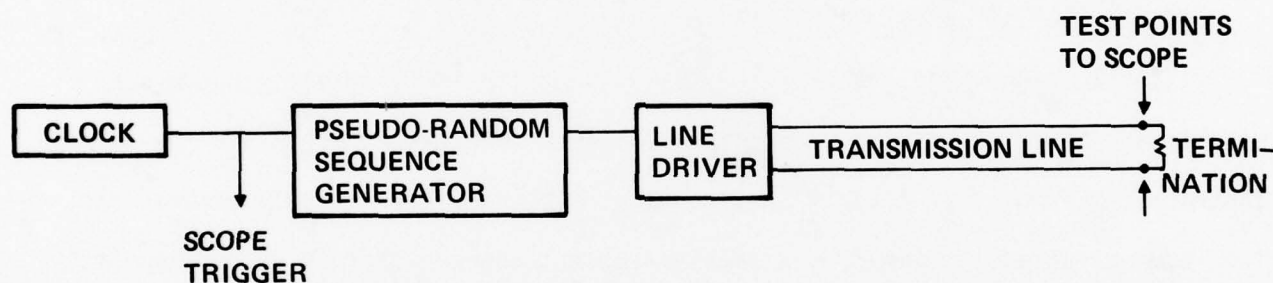 TEST POINTS
TO SCOPE
CLOCK
PSEUDO-RANDOM
SEQUENCE
GENERATOR
LINE
DRIVER
TRANSMISSION LINE
TERMI-
NATION
SCOPE
TRIGGER